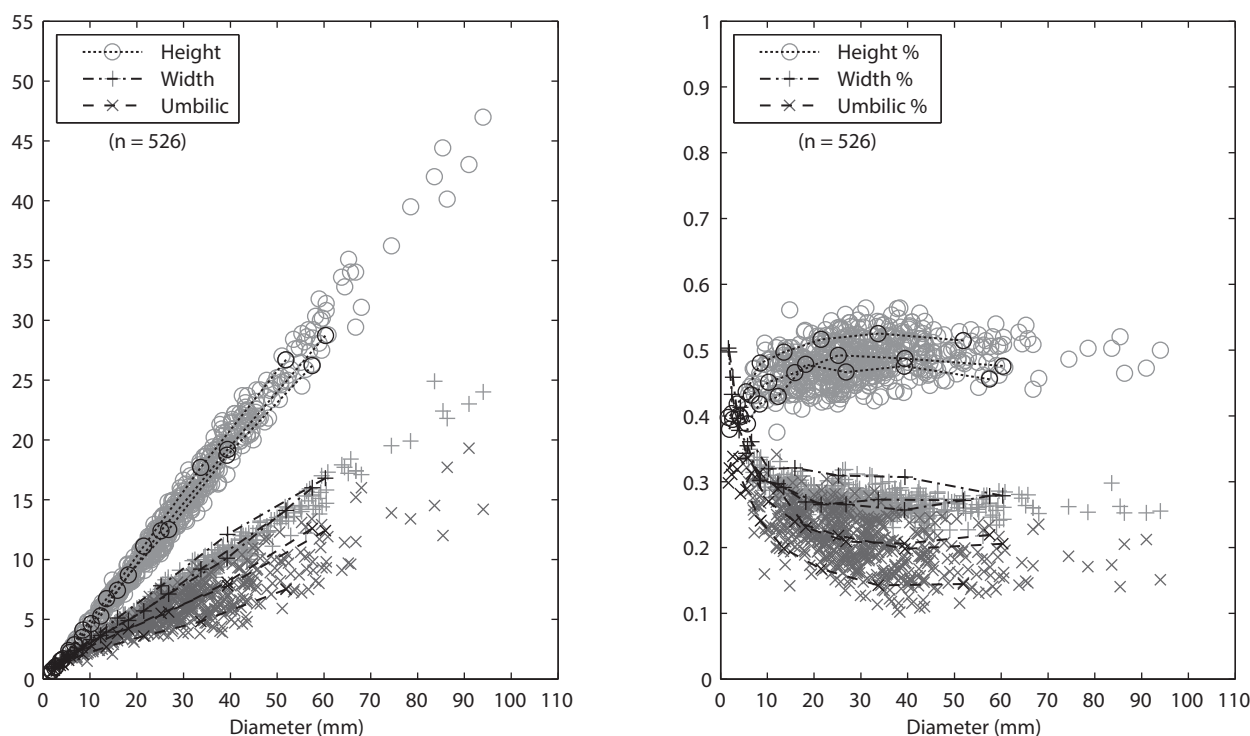 55
50
45
40
35
30
25
20
15
10
5
0
Height
Width
Umbilic
(n = 526)
0 10 20 30 40 50 60 70 80 90 100 110
Diameter (mm)
1
0.9
0.8
0.7
0.6
0.5
0.4
0.3
0.2
0.1
0
Height %
Width %
Umbilic %
(n = 526)
0 10 20 30 40 50 60 70 80 90 100 110
Diameter (mm)